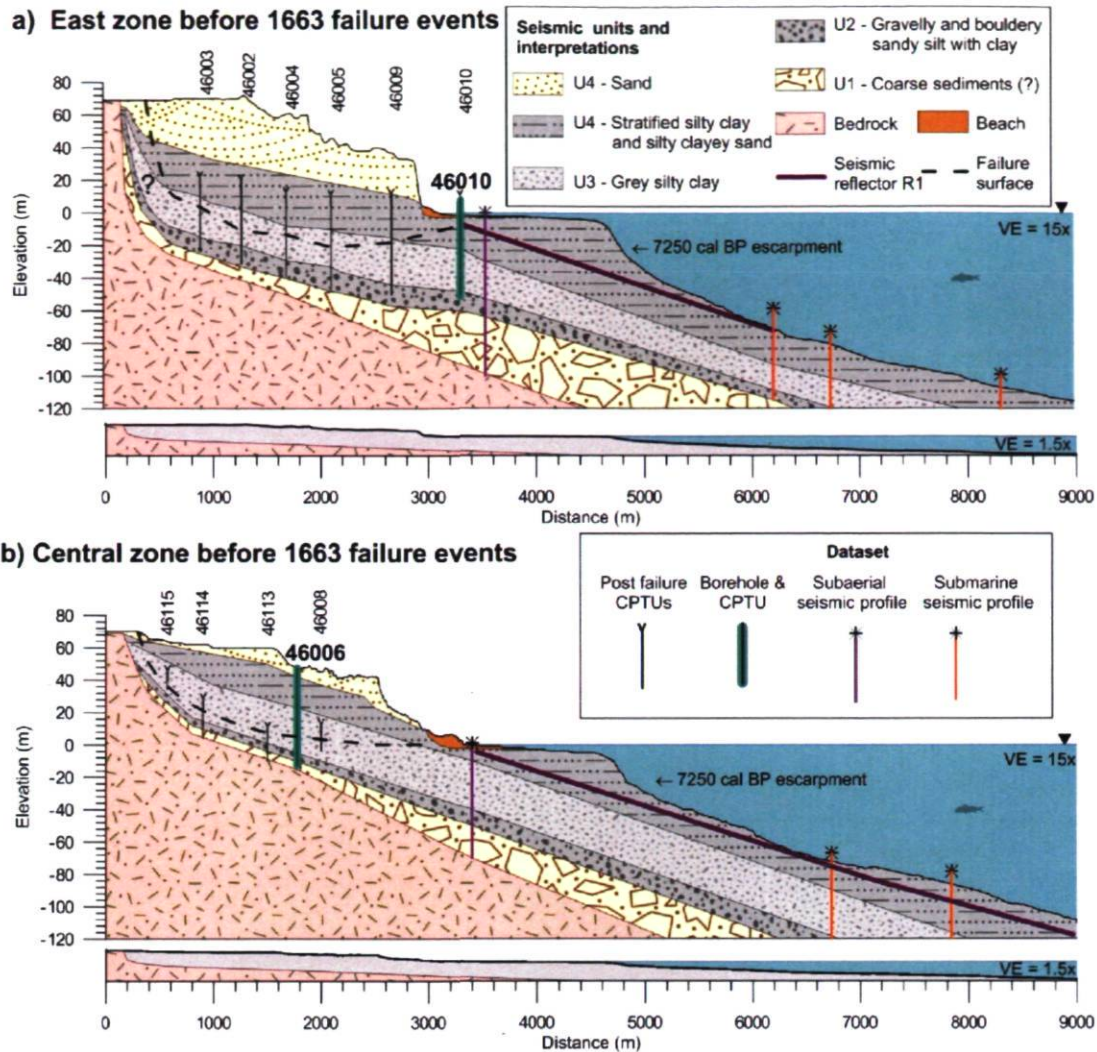 a) East zone before 1663 failure events
Seismic units and
interpretations
U4 - Sand
U4 - Stratified silty clay
and silty clayey sand
U3 - Grey silty clay
U2 - Gravelly and bouldery
sandy silt with clay
U1 - Coarse sediments (?)
Bedrock
Beach
Seismic
reflector R1
Failure
surface
46003
46002
46004
46005
46009
46010
46010
80
60
40
20
0
-20
-40
-60
-80
-100
-120
Elevation (m)
?
← 7250 cal BP escarpment
VE = 15x
VE = 1.5x
0 1000 2000 3000 4000 5000 6000 7000 8000 9000
Distance (m)
b) Central zone before 1663 failure events
Dataset
Post failure
CPTUs
Borehole &
CPTU
Subaerial
seismic profile
Submarine
seismic profile
46115
46114
46113
46008
46006
80
60
40
20
0
-20
-40
-60
-80
-100
-120
Elevation (m)
← 7250 cal BP escarpment
VE = 15x
VE = 1.5x
0 1000 2000 3000 4000 5000 6000 7000 8000 9000
Distance (m)